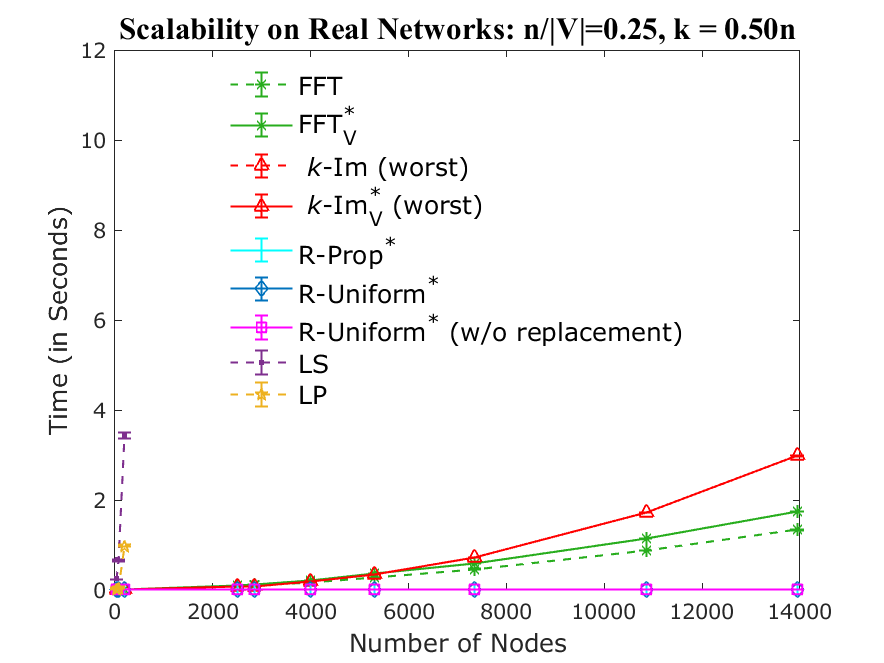 Scalability on Real Networks: n/|V|=0.25, k = 0.50n
12
10
8
6
4
2
0
Time (in Seconds)
FFT
FFT*V
k-Im (worst)
k-Im*V (worst)
R-Prop*
R-Uniform*
R-Uniform* (w/o replacement)
LS
LP
0 2000 4000 6000 8000 10000 12000 14000
Number of Nodes